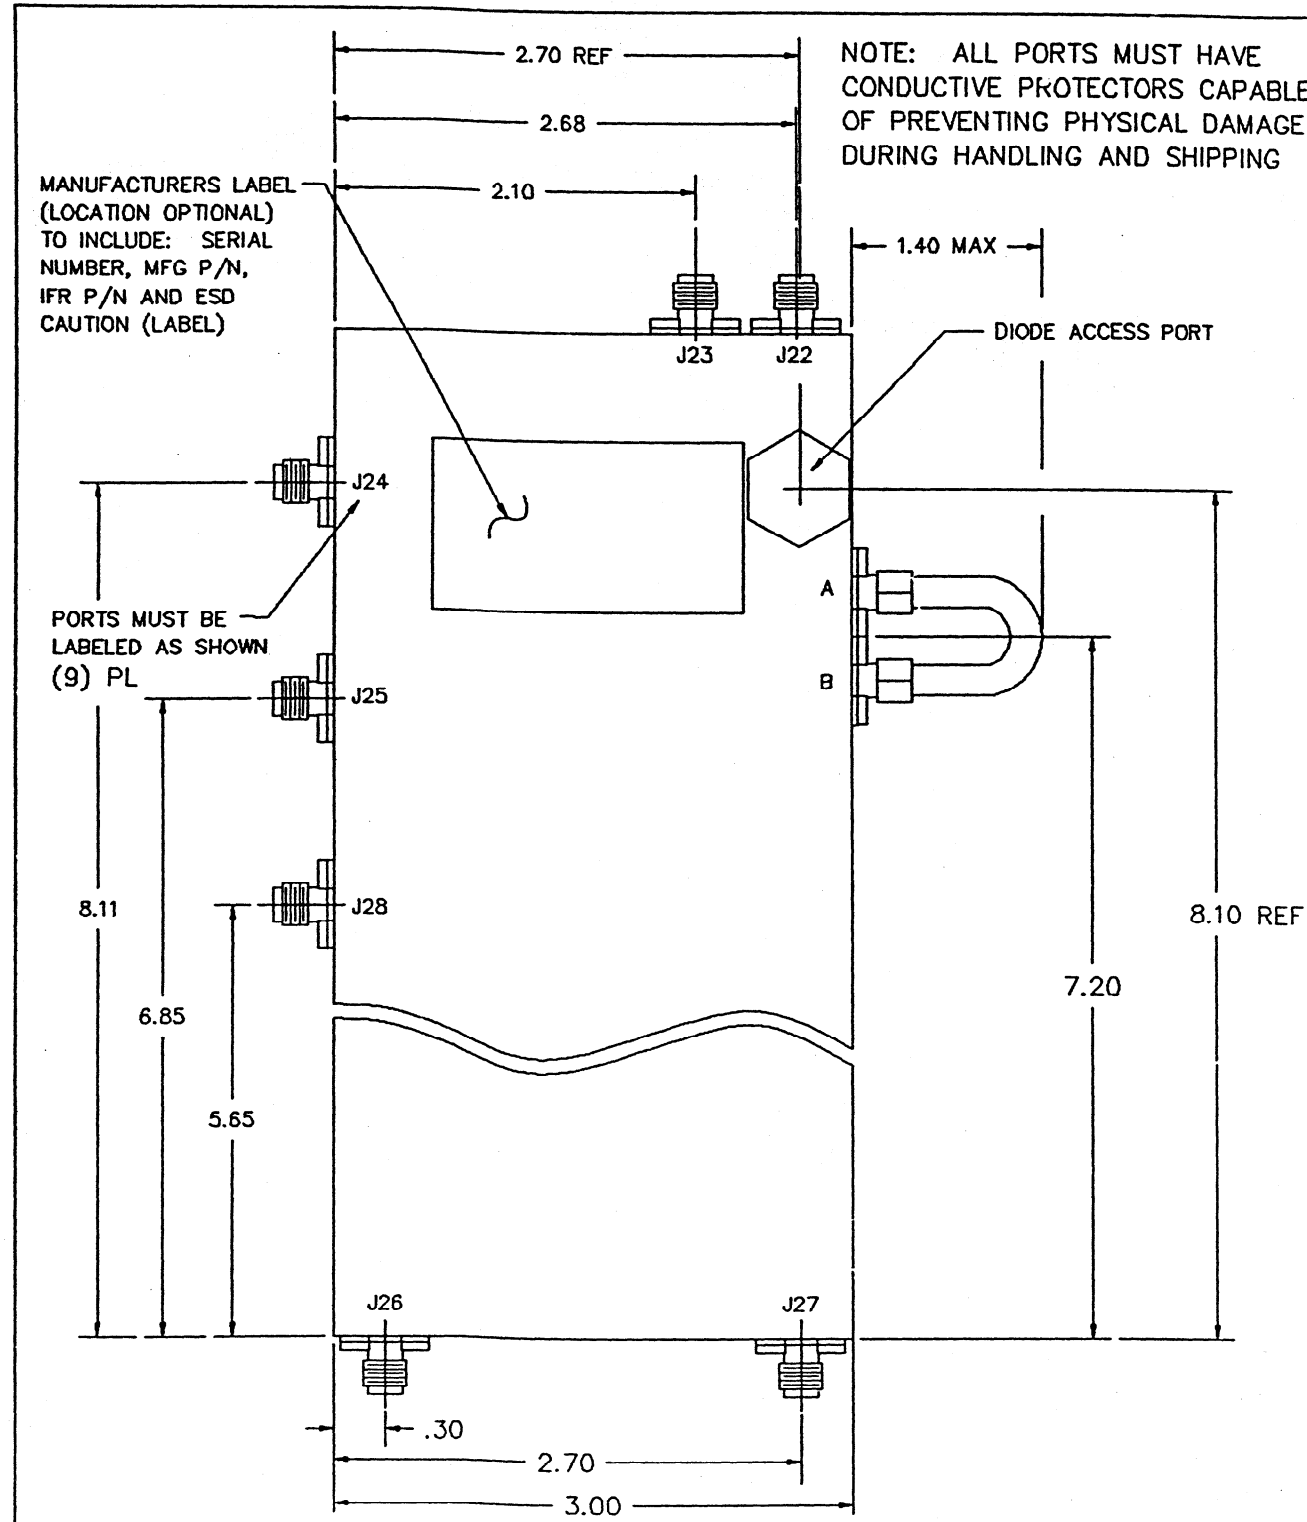 2.70 REF
NOTE: ALL PORTS MUST HAVE
CONDUCTIVE PROTECTORS CAPABLE
OF PREVENTING PHYSICAL DAMAGE
DURING HANDLING AND SHIPPING
2.68
2.10
MANUFACTURERS LABEL
(LOCATION OPTIONAL)
TO INCLUDE: SERIAL
NUMBER, MFG P/N,
IFR P/N AND ESD
CAUTION (LABEL)
1.40 MAX
DIODE ACCESS PORT
J23
J22
J24
A
PORTS MUST BE
LABELED AS SHOWN
(9) PL
B
J25
J28
8.11
8.10 REF
7.20
6.85
5.65
J26
J27
.30
2.70
3.00